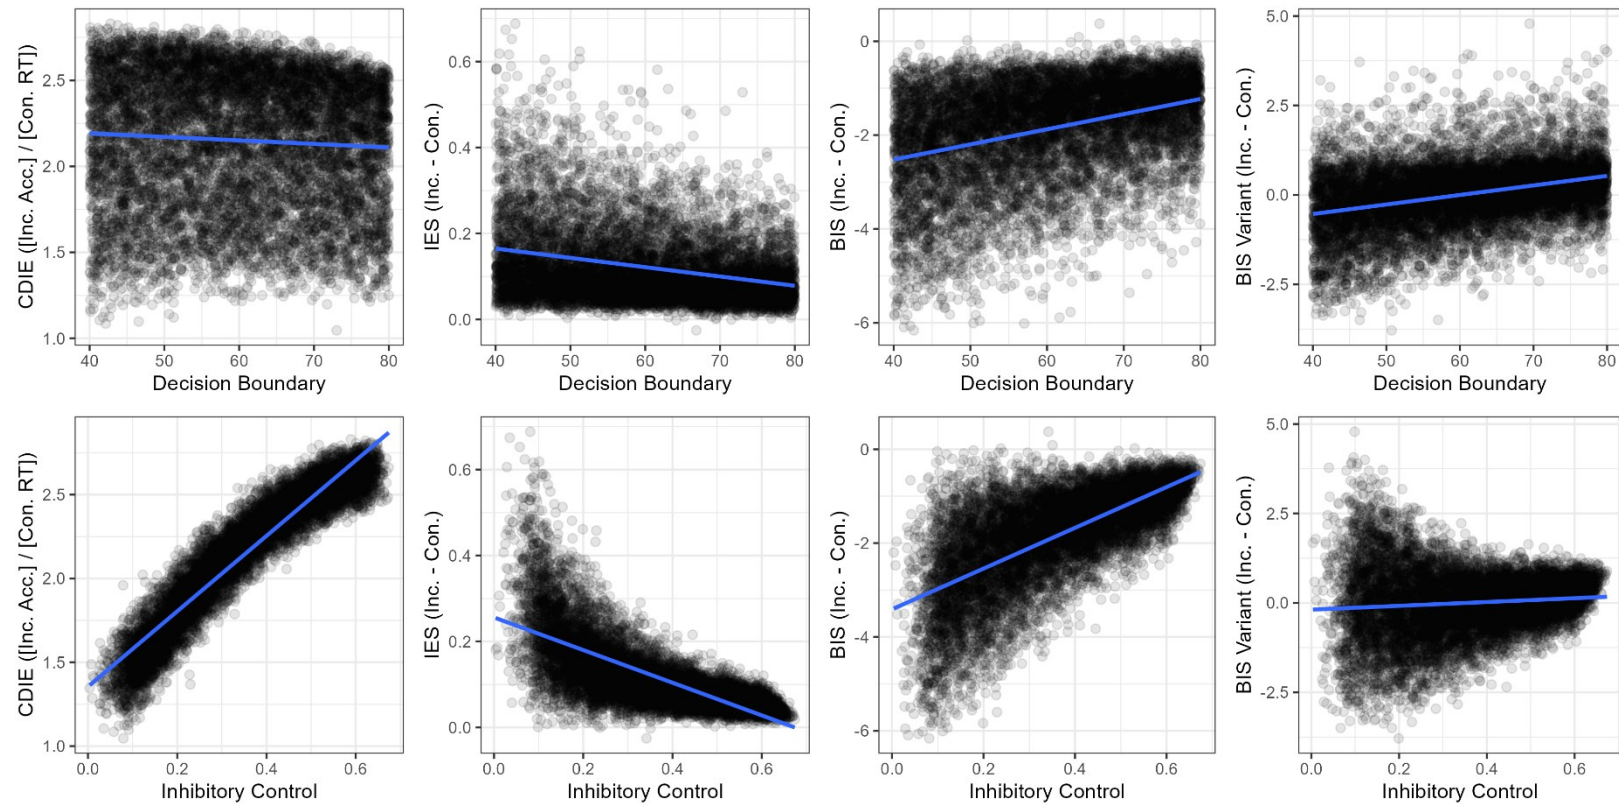 CDIE ([Inc. Acc.] / [Con. RT])
2.5
2.0
1.5
1.0
40 50 60 70 80
Decision Boundary
IES (Inc. - Con.)
0.6
0.4
0.2
0.0
40 50 60 70 80
Decision Boundary
BIS (Inc. - Con.)
0
-2
-4
-6
40 50 60 70 80
Decision Boundary
BIS Variant (Inc. - Con.)
5.0
2.5
0.0
-2.5
40 50 60 70 80
Decision Boundary
CDIE ([Inc. Acc.] / [Con. RT])
2.5
2.0
1.5
1.0
0.0 0.2 0.4 0.6
Inhibitory Control
IES (Inc. - Con.)
0.6
0.4
0.2
0.0
0.0 0.2 0.4 0.6
Inhibitory Control
BIS (Inc. - Con.)
0
-2
-4
-6
0.0 0.2 0.4 0.6
Inhibitory Control
BIS Variant (Inc. - Con.)
5.0
2.5
0.0
-2.5
0.0 0.2 0.4 0.6
Inhibitory Control